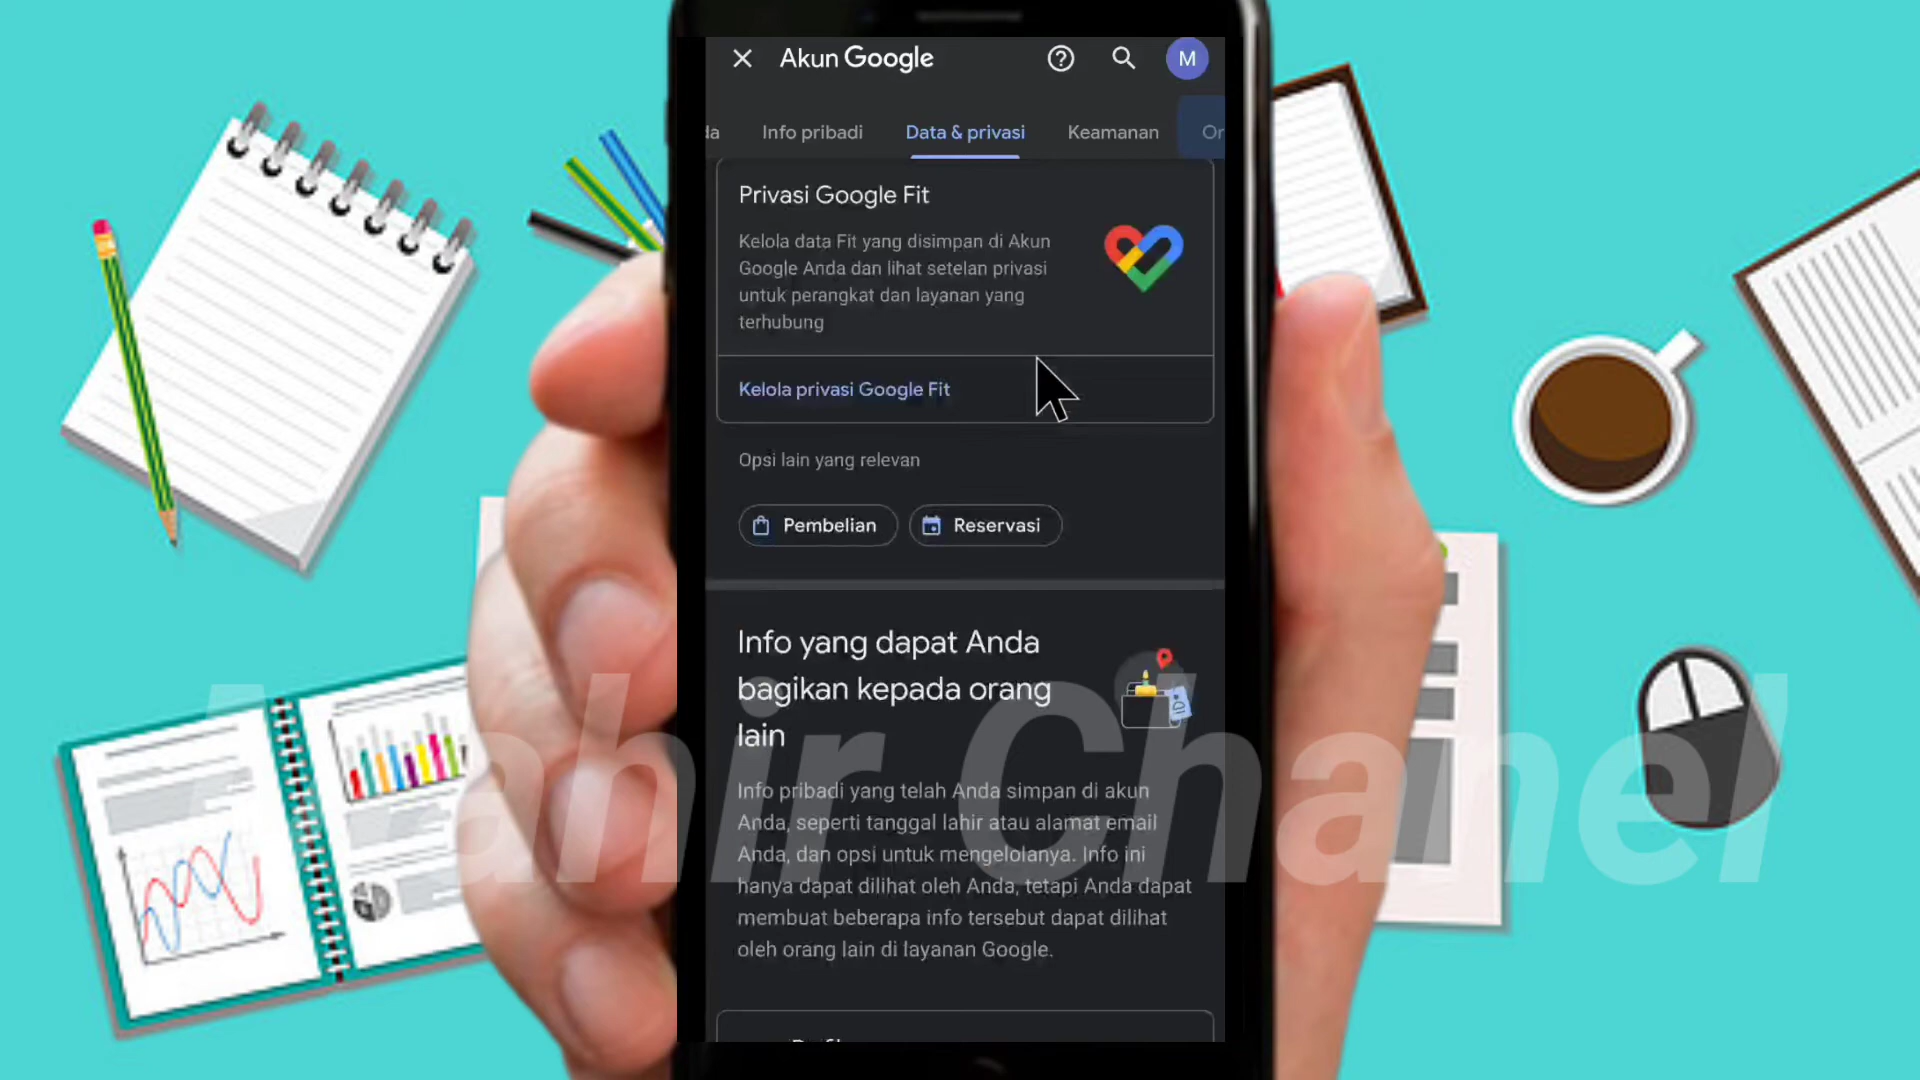 Akun Google
M
da Info pribadi Data & privasi Keamanan Or
Privasi Google Fit
Kelola data Fit yang disimpan di Akun
Google Anda dan lihat setelan privasi
untuk perangkat dan layanan yang
terhubung
Kelola privasi Google Fit
Opsi lain yang relevan
Pembelian Reservasi
Info yang dapat Anda
bagikan kepada orang
lain
Info pribadi yang telah Anda simpan di akun
Anda, seperti tanggal lahir atau alamat email
Anda, dan opsi untuk mengelolanya. Info ini
hanya dapat dilihat oleh Anda, tetapi Anda dapat
membuat beberapa info tersebut dapat dilihat
oleh orang lain di layanan Google.
Chanel